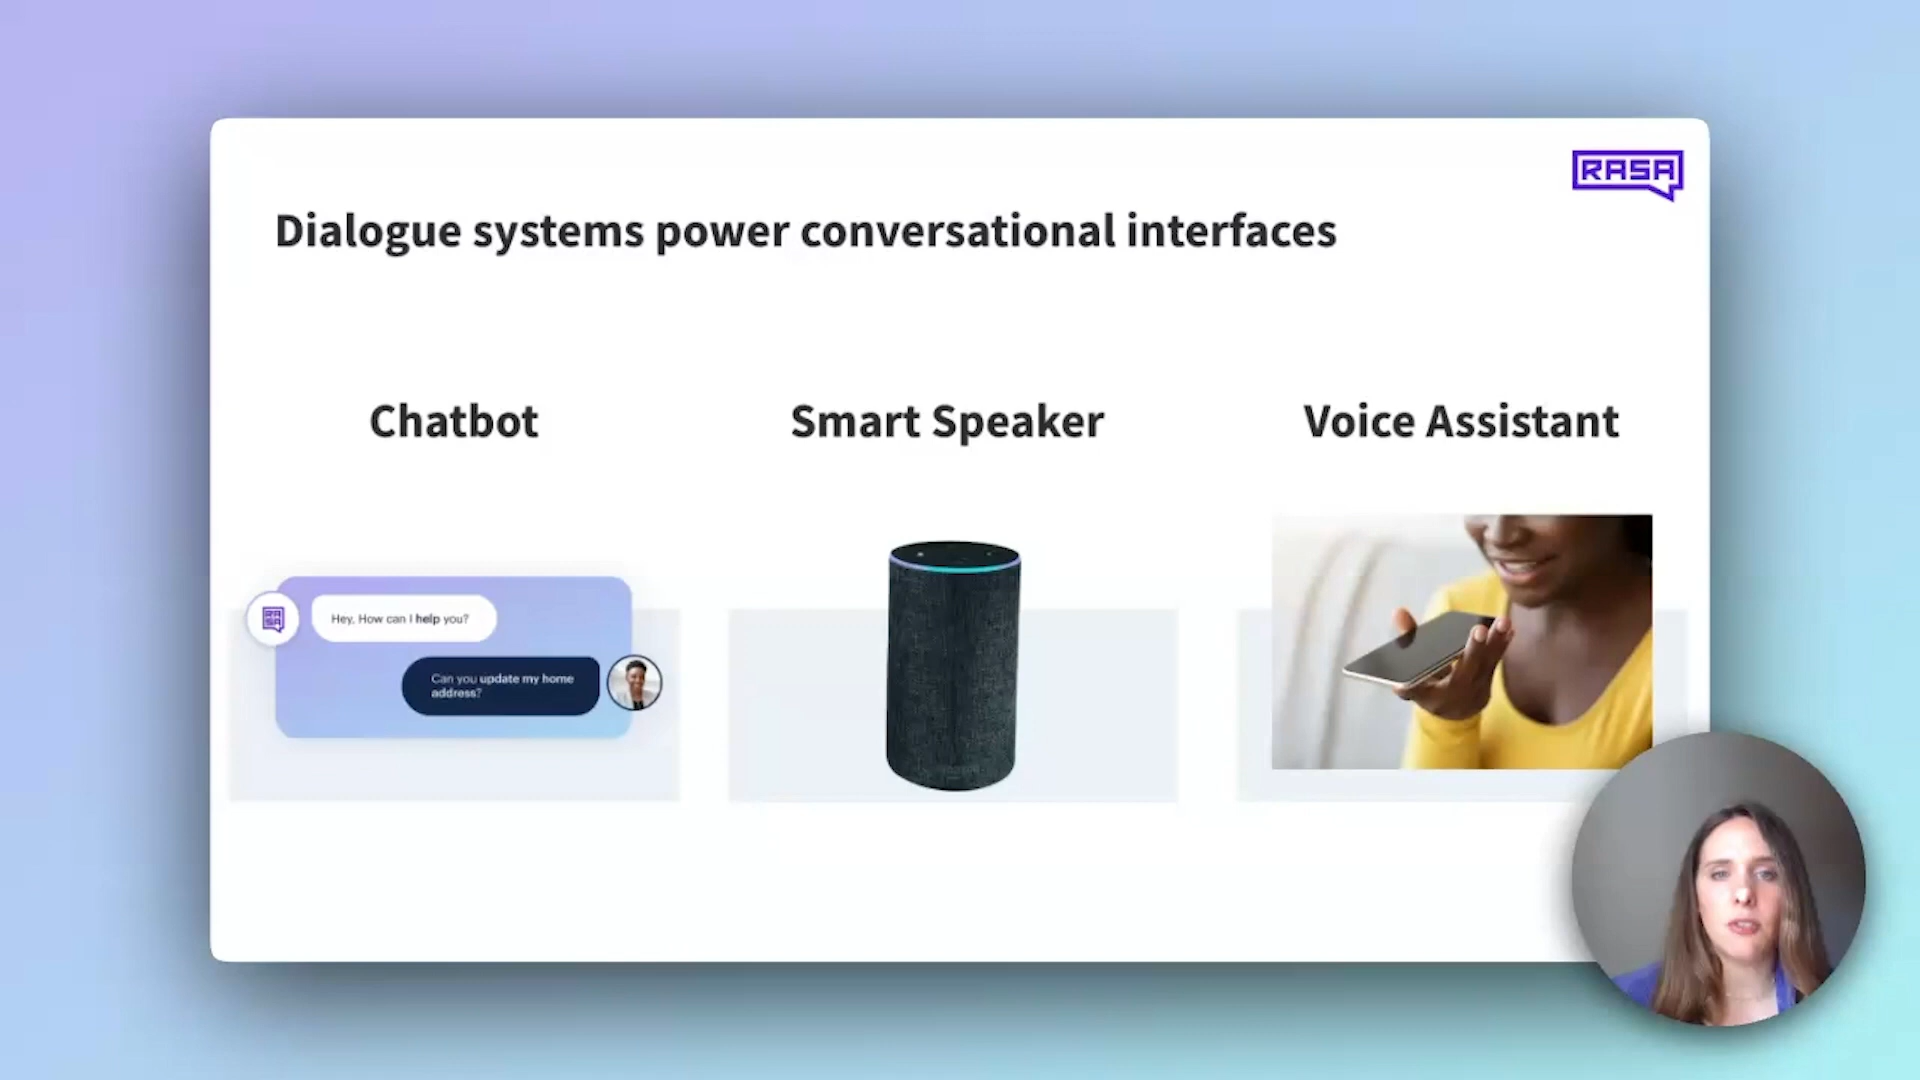 RASA
Dialogue systems power conversational interfaces
Chatbot
Smart Speaker
Voice Assistant
RASA
Hey, How can I help you?
Can you update my home
address?